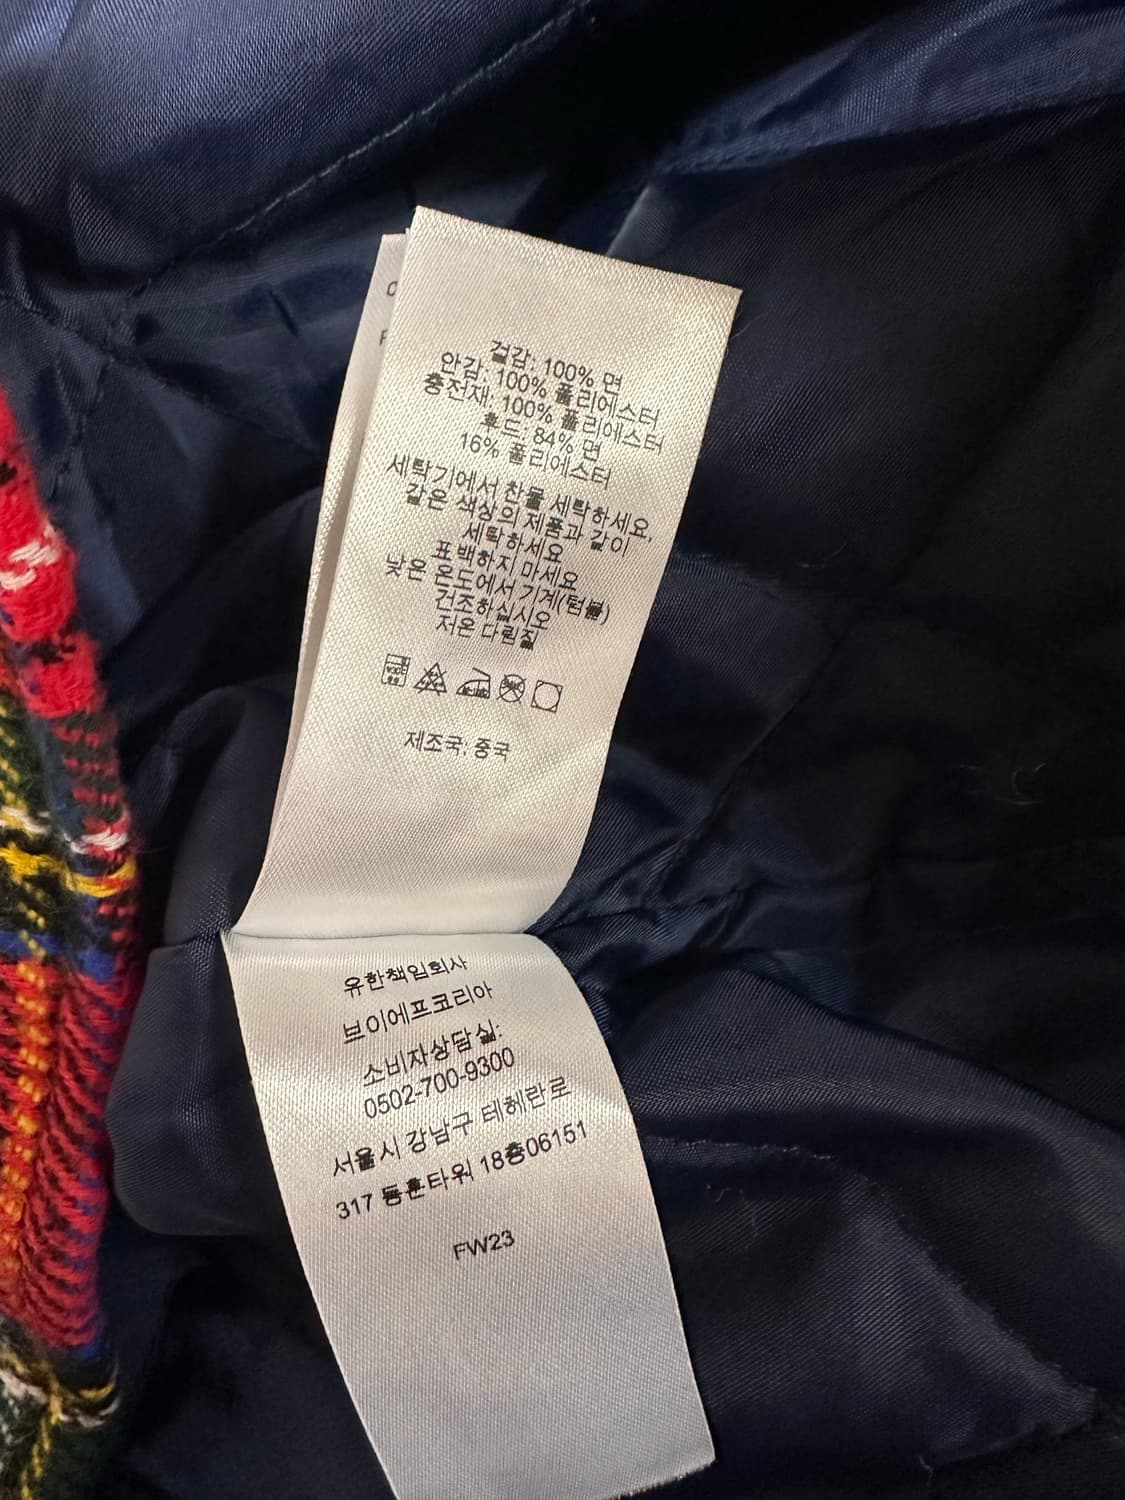 겉감: 100% 면
안감: 100% 폴리에스터
충전재: 100% 폴리에스터
후드: 84% 면
16% 폴리에스터
세탁기에서 찬물 세탁하세요,
같은 색상의 제품과 같이
세탁하세요
표백하지 마세요
낮은 온도에서 기계(텀블)
건조하십시오
저온 다림질
제조국: 중국
유한책임회사
브이에프코리아
소비자상담실:
0502-700-9300
서울시 강남구 테헤란로
317 동훈타워 18층06151
FW23